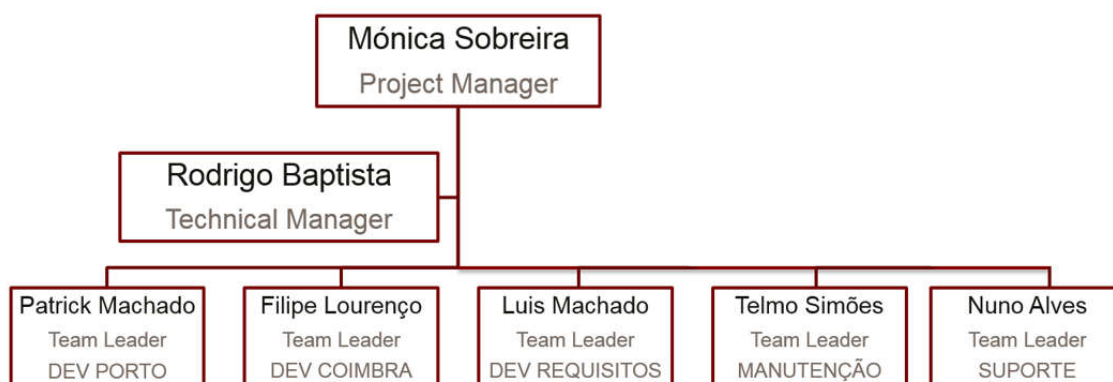 Mónica Sobreira
Project Manager
Rodrigo Baptista
Technical Manager
Patrick Machado
Team Leader
DEV PORTO
Filipe Lourenço
Team Leader
DEV COIMBRA
Luis Machado
Team Leader
DEV REQUISITOS
Telmo Simões
Team Leader
MANUTENÇÃO
Nuno Alves
Team Leader
SUPORTE